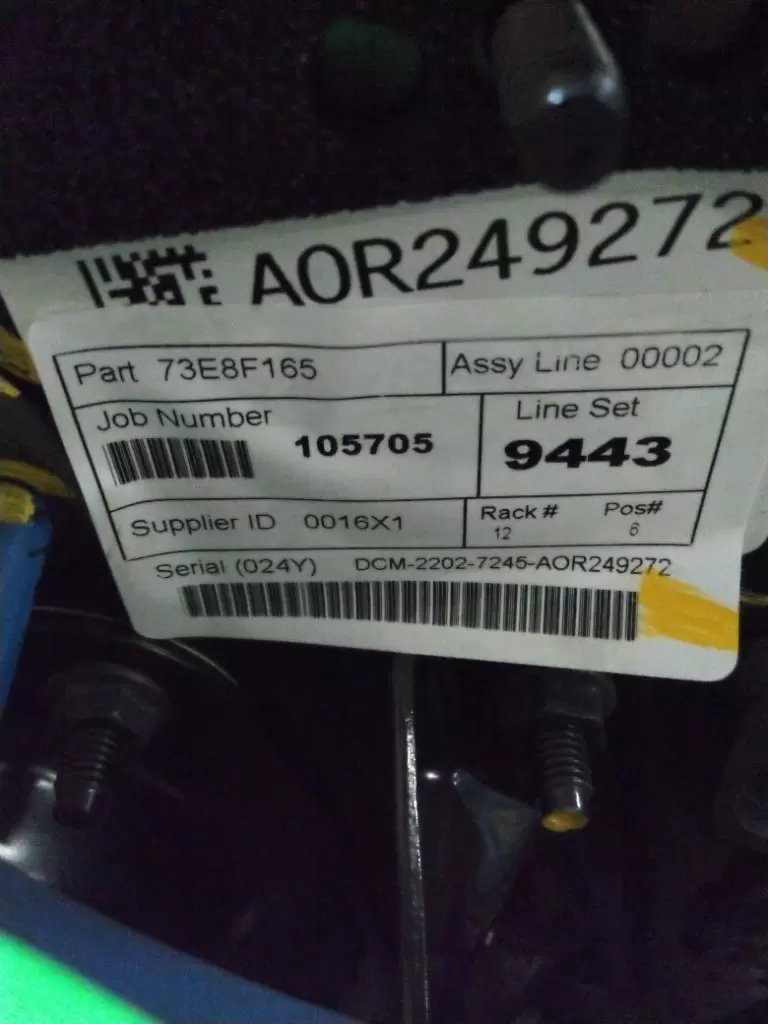 AOR249272
Part 73E8F165
Assy Line 00002
Job Number
105705
Line Set
9443
Supplier ID 0016X1
Rack # Pos#
12 6
Serial (024Y) DCM-2202-7245-AOR249272